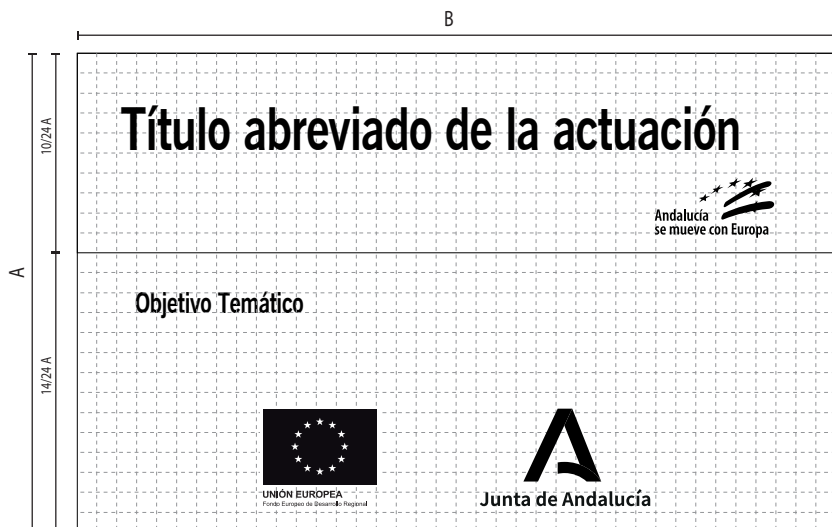 B
10/24 A
Título abreviado de la actuación
Andalucía
se mueve con Europa
A
Objetivo Temático
14/24 A
UNIÓN EUROPEA
Fondo Europeo de Desarrollo Regional
Junta de Andalucía